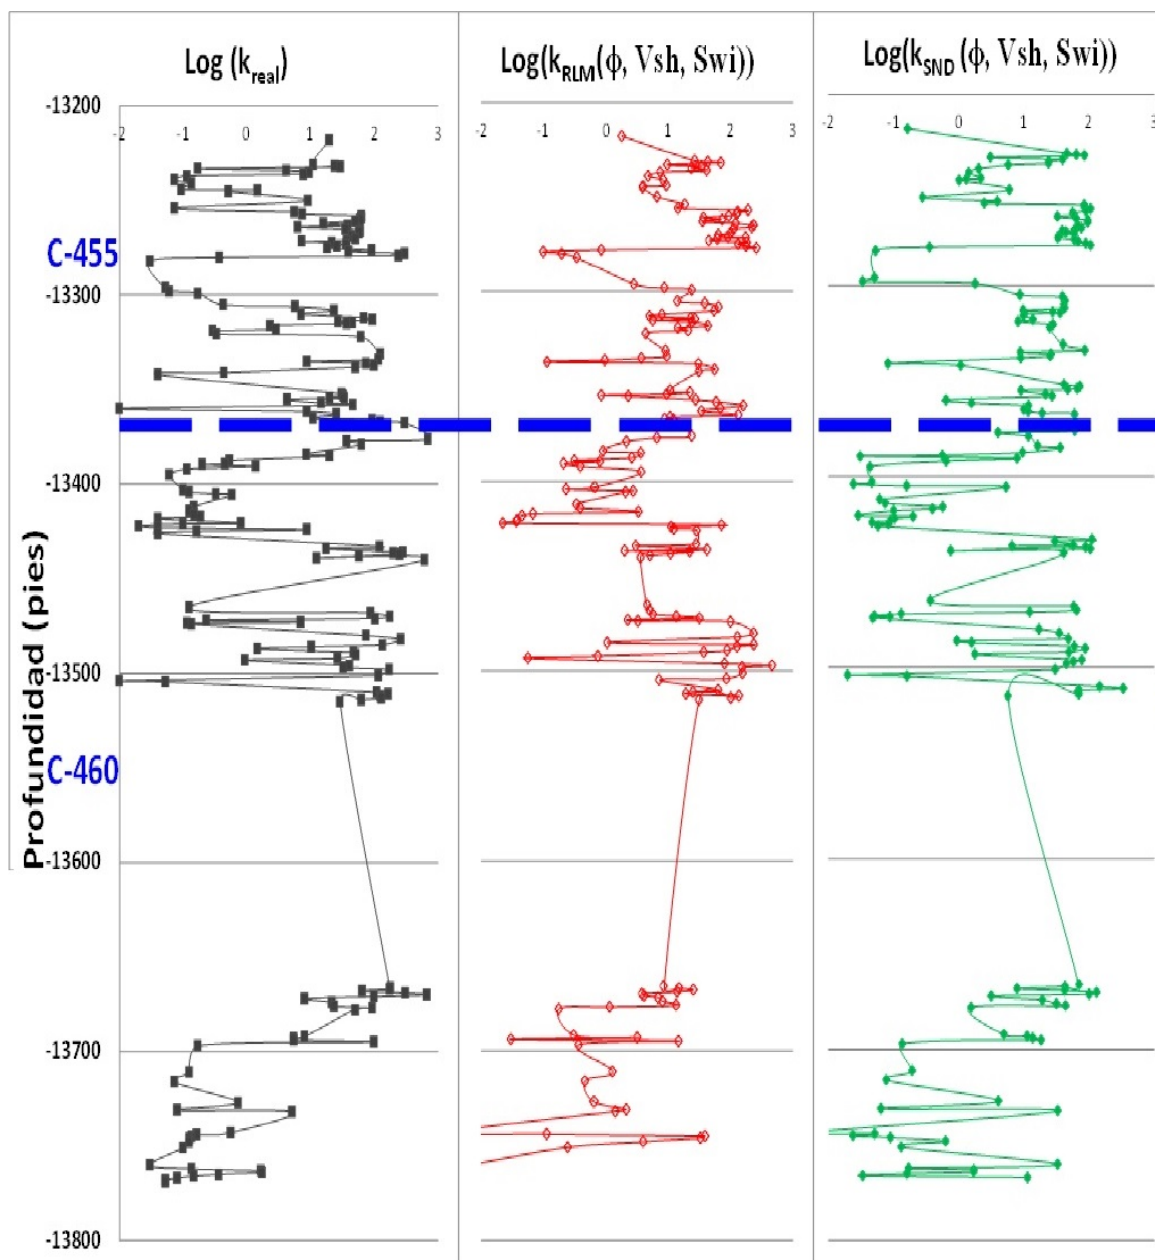 Log (k_real)
Log(k_RLM(ϕ, Vsh, Swi))
Log(k_SND (ϕ, Vsh, Swi))
-13200
-2 -1 0 1 2 3
-2 -1 0 1 2 3
-2 -1 0 1 2 3
C-455
-13300
-13400
Profundidad (pies)
-13500
C-460
-13600
-13700
-13800